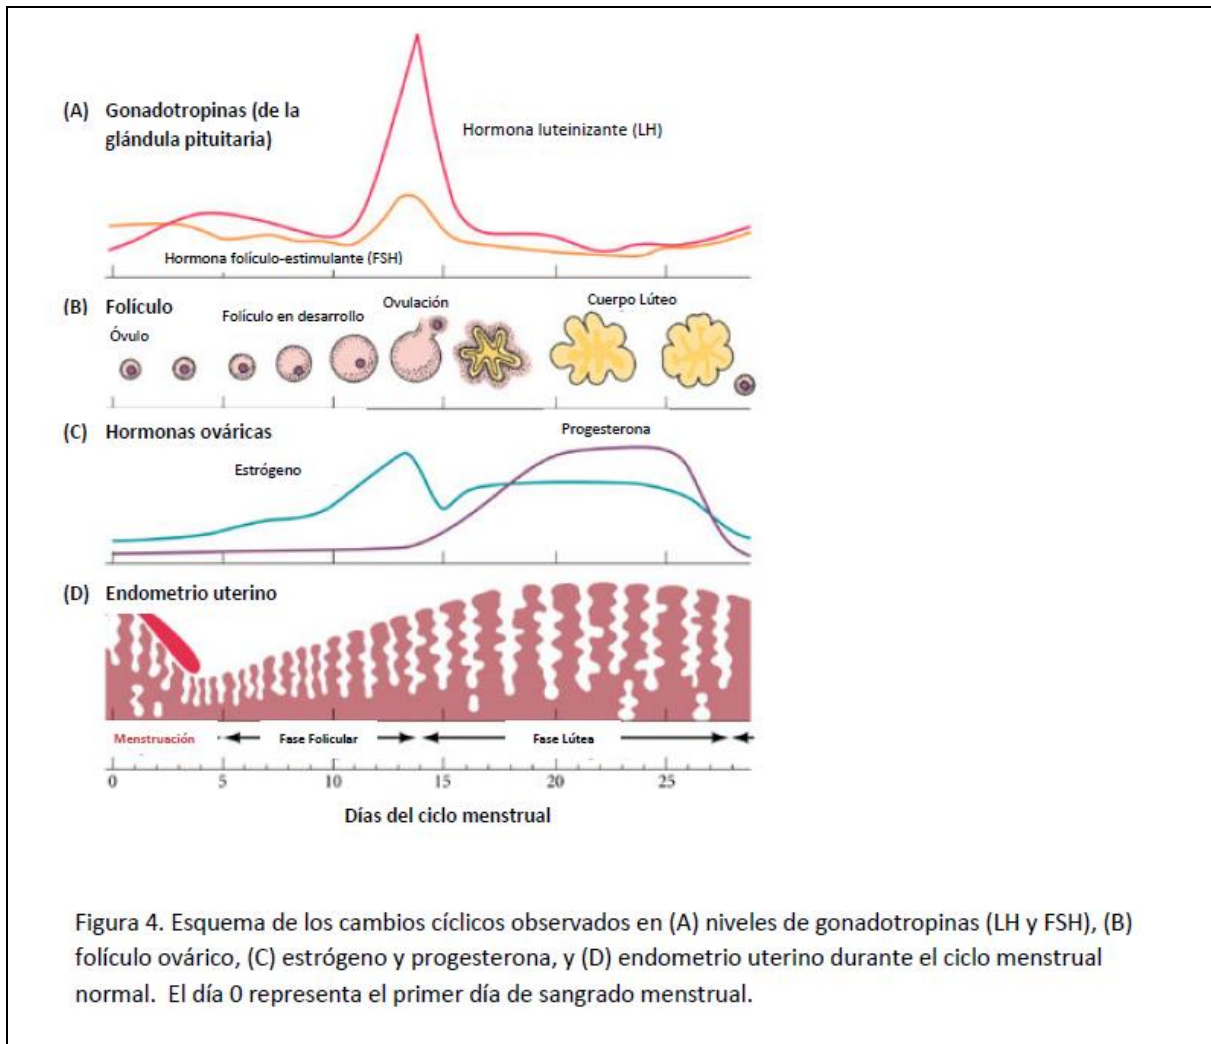 (A) Gonadotropinas (de la
glándula pituitaria)
Hormona luteinizante (LH)
Hormona folículo-estimulante (FSH)
(B) Folículo
Óvulo
Folículo en desarrollo
Ovulación
Cuerpo Lúteo
(C) Hormonas ováricas
Estrógeno
Progesterona
(D) Endometrio uterino
Menstruación
Fase Folicular
Fase Lútea
0 5 10 15 20 25
Días del ciclo menstrual
Figura 4. Esquema de los cambios cíclicos observados en (A) niveles de gonadotropinas (LH y FSH), (B)
folículo ovárico, (C) estrógeno y progesterona, y (D) endometrio uterino durante el ciclo menstrual
normal. El día 0 representa el primer día de sangrado menstrual.